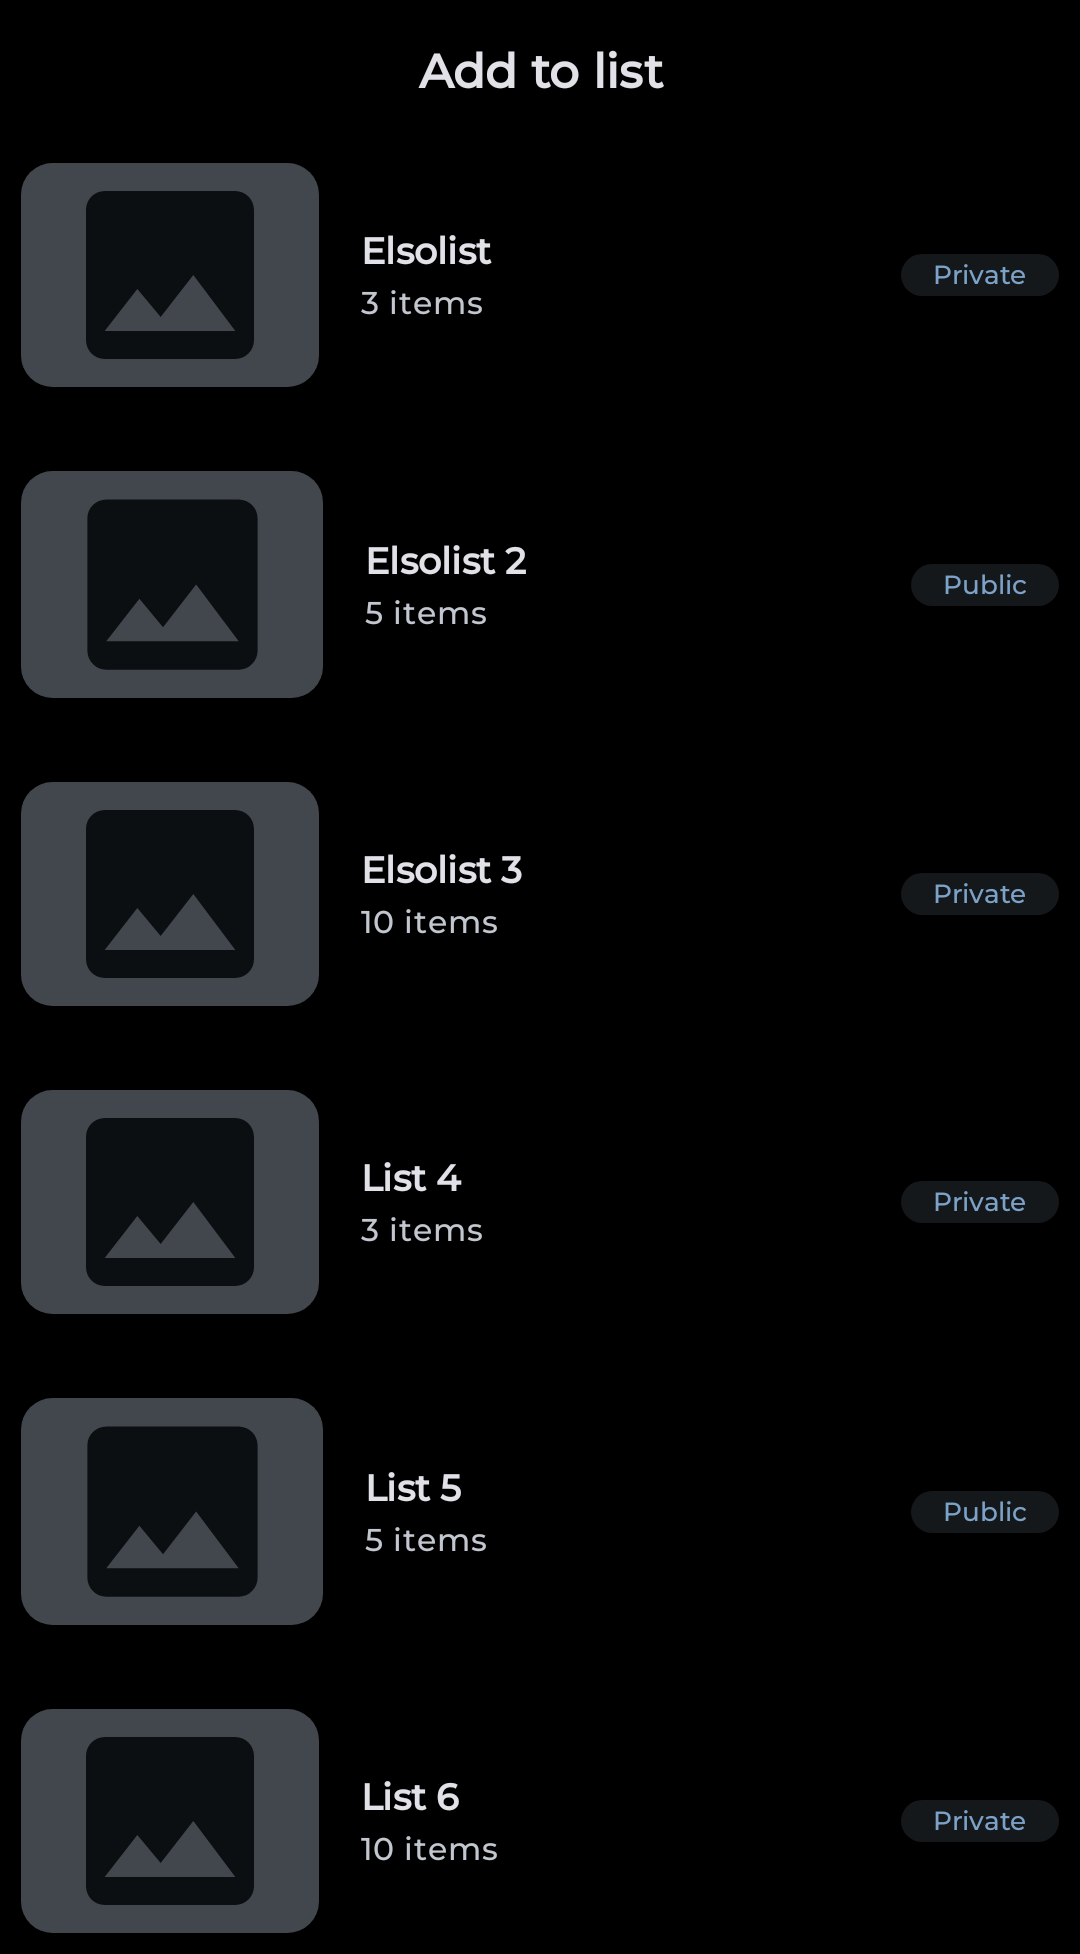 Add to list
Elsolist
3 items
Private
Elsolist 2
5 items
Public
Elsolist 3
10 items
Private
List 4
3 items
Private
List 5
5 items
Public
List 6
10 items
Private